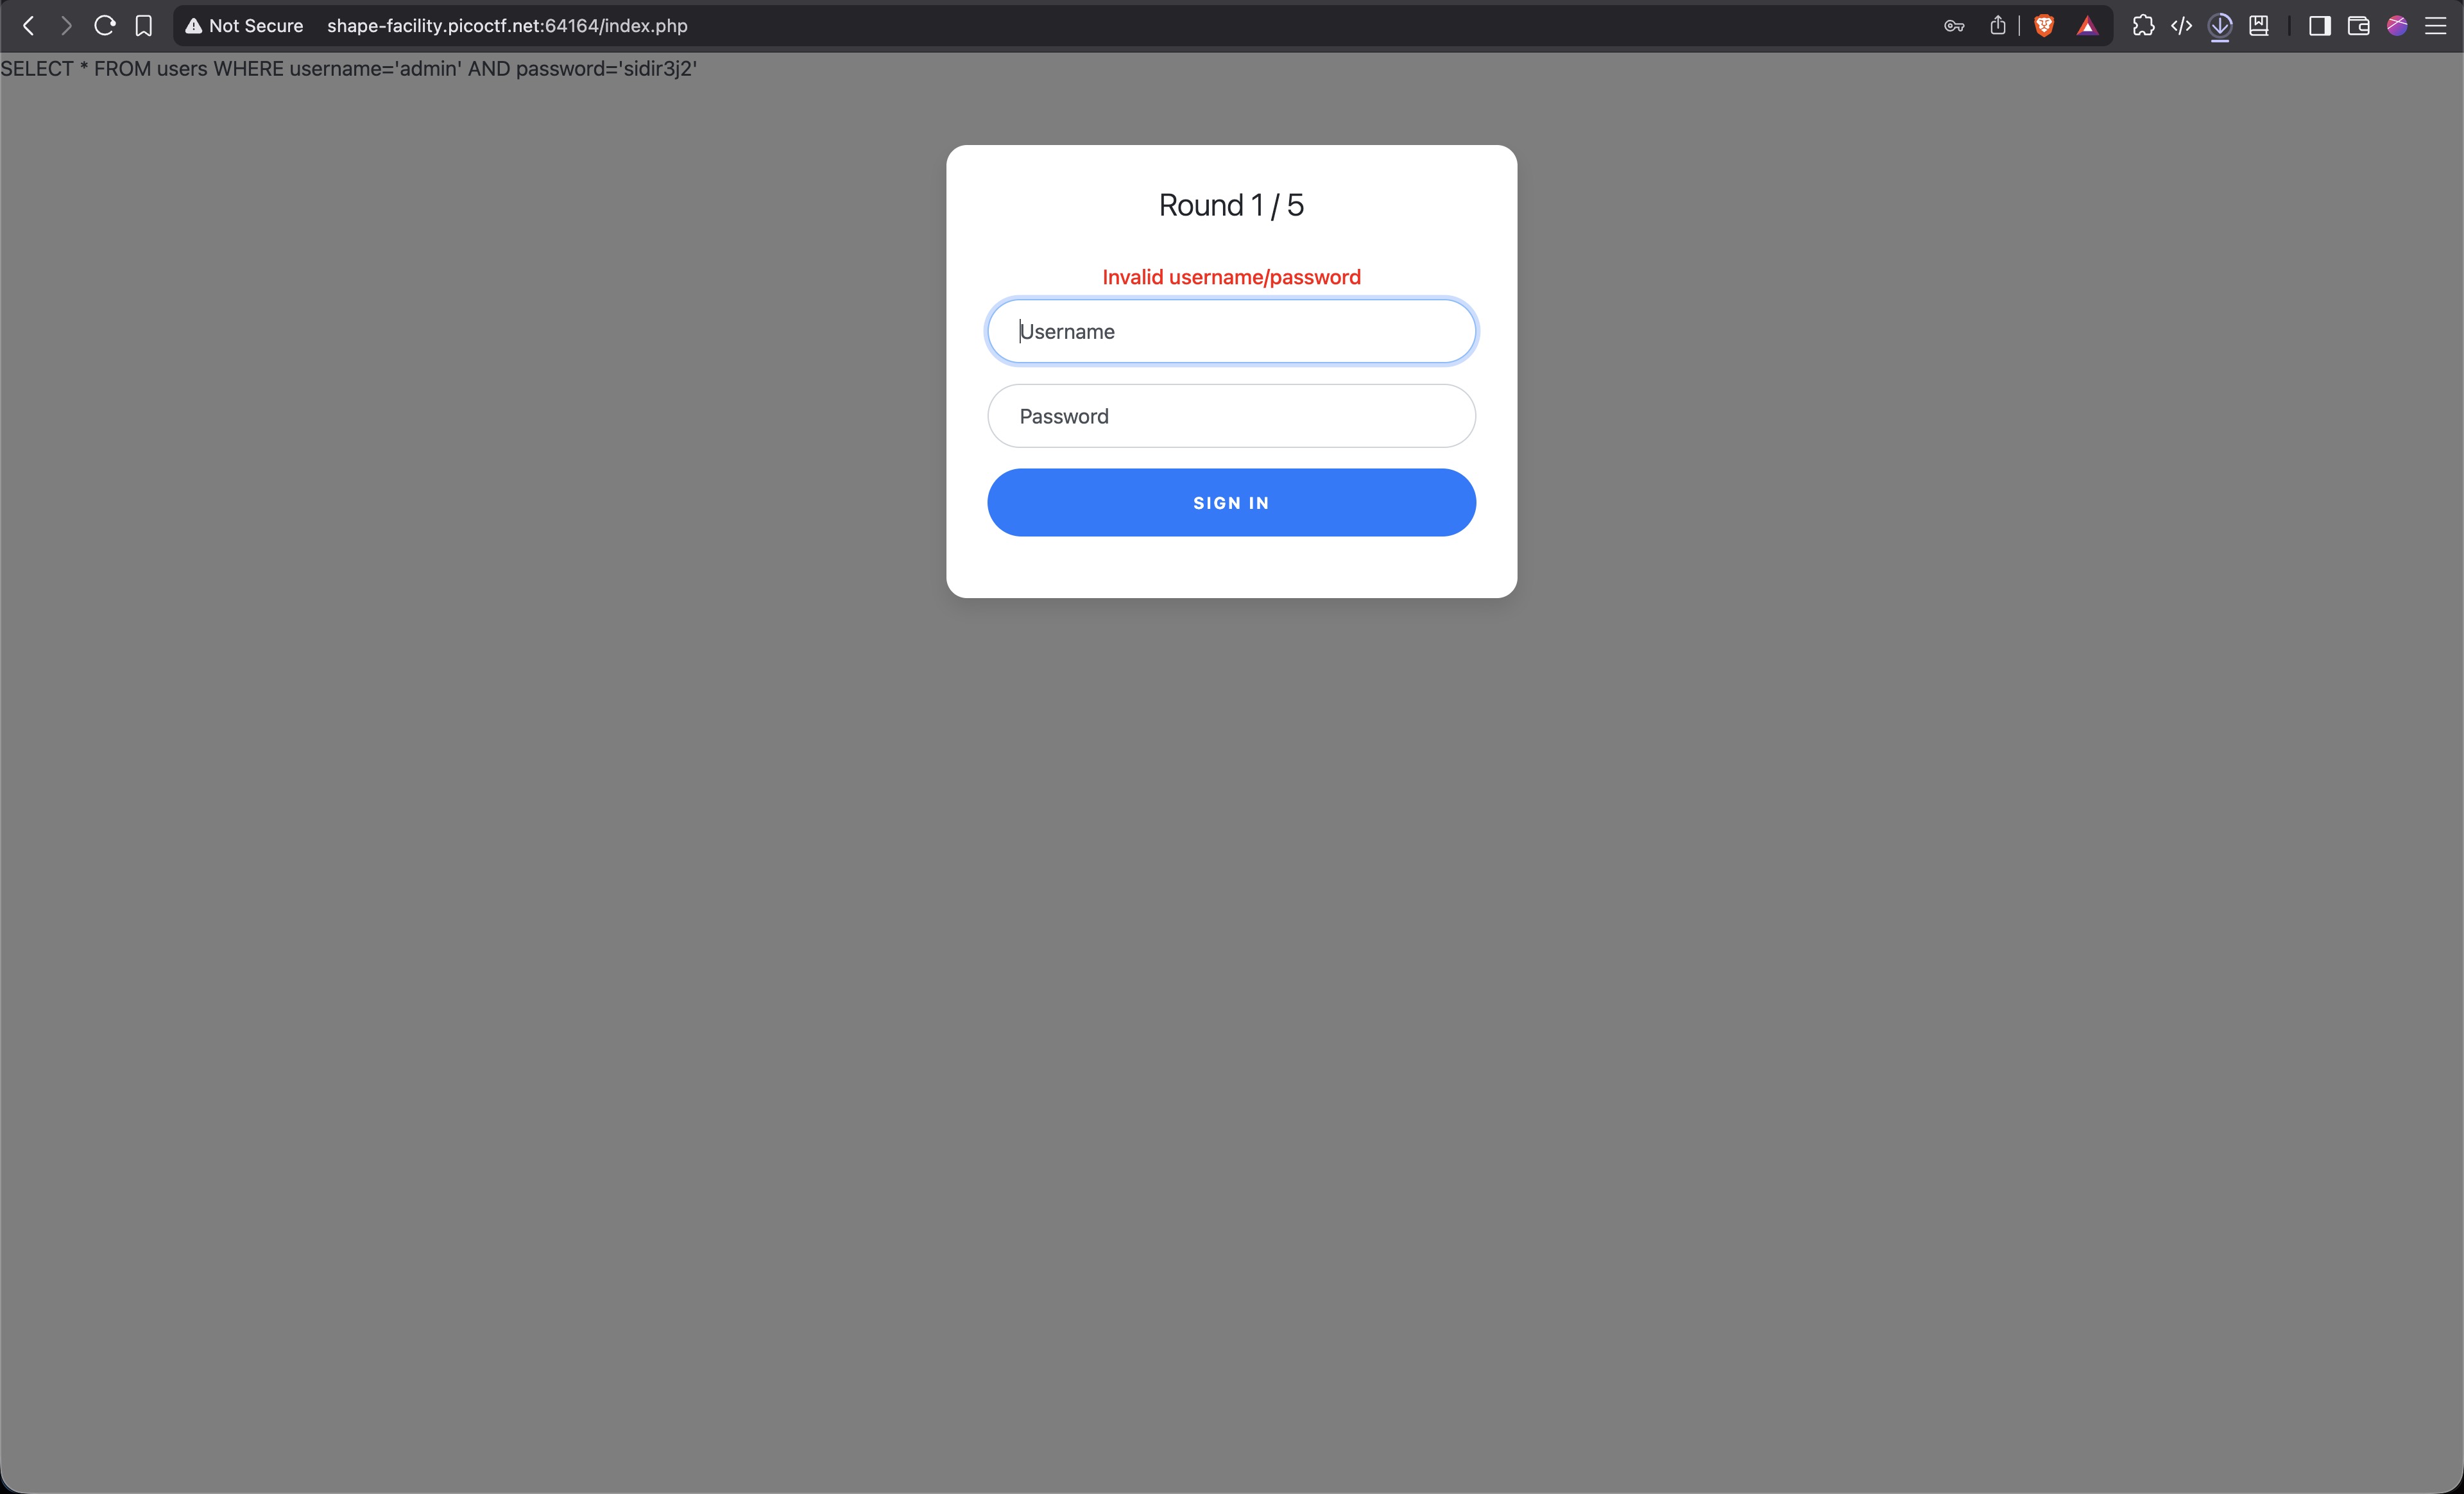 Not Secure shape-facility.picoctf.net:64164/index.php
SELECT * FROM users WHERE username='admin' AND password='sidir3j2'
Round 1 / 5
Invalid username/password
Username
Password
SIGN IN